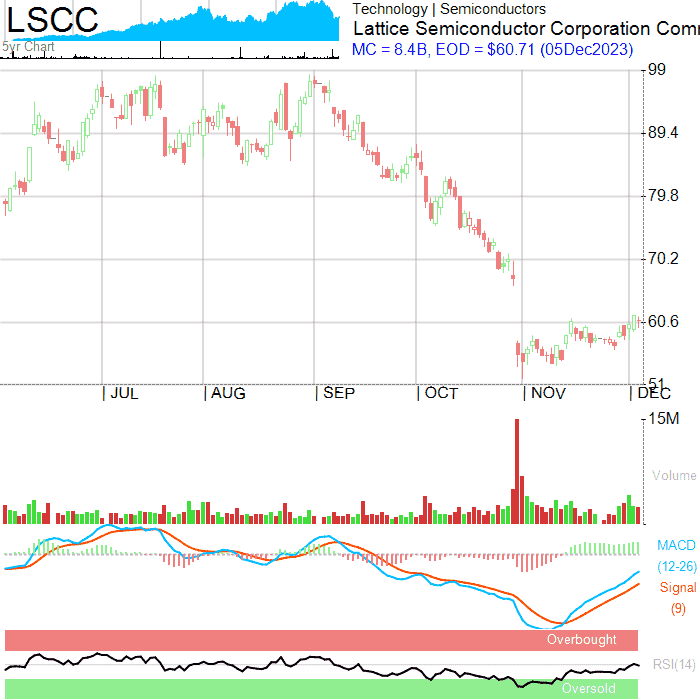 LSCC
5yr Chart
Technology | Semiconductors
Lattice Semiconductor Corporation Com
MC = 8.4B, EOD = $60.71 (05Dec2023)
99
89.4
79.8
70.2
60.6
51
| JUL | AUG | SEP | OCT | NOV | DEC
15M
Volume
MACD
(12-26)
Signal
(9)
Overbought
RSI(14)
Oversold